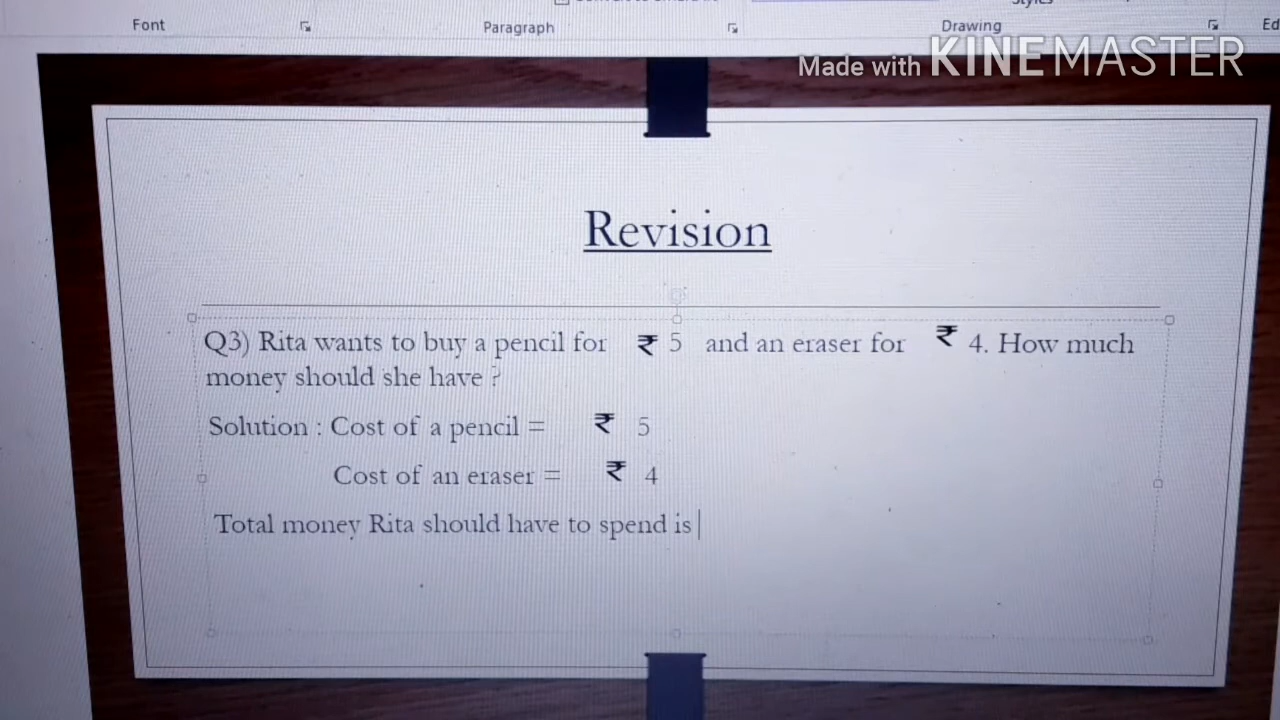 Font
Paragraph
Drawing
Made with KINEMASTER
Revision
Q3) Rita wants to buy a pencil for ₹ 5 and an eraser for ₹ 4. How much
money should she have ?
Solution : Cost of a pencil = ₹ 5
Cost of an eraser = ₹ 4
Total money Rita should have to spend is